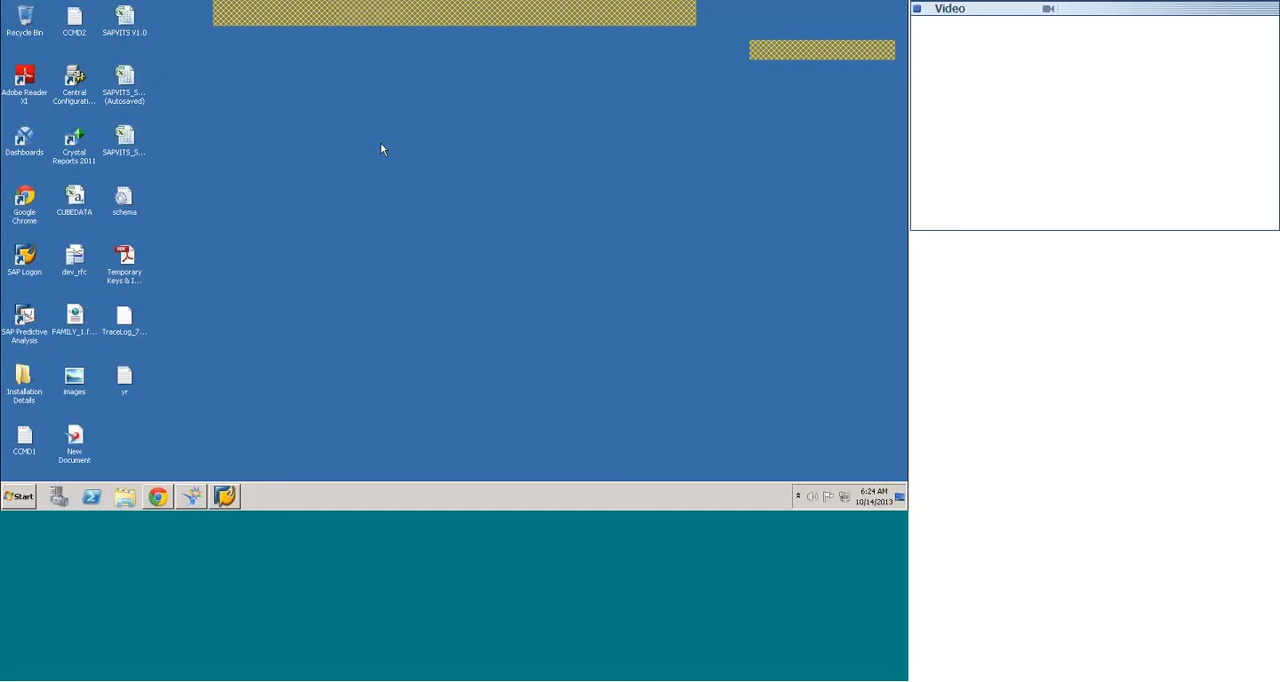 Video
Recycle Bin
CCMD2
SAPVITS V1.0
Adobe Reader
XI
Central
Configurati...
SAPVITS_S...
(Autosaved)
Dashboards
Crystal
Reports 2011
SAPVITS_S...
Google
Chrome
CUBEDATA
schema
SAP Logon
dev_rfc
Temporary
Keys & I...
SAP Predictive
Analysis
FAMILY_1.f...
TraceLog_7...
Installation
Details
images
yr
CCMD1
New
Document
Start
6:24 AM
10/14/2013